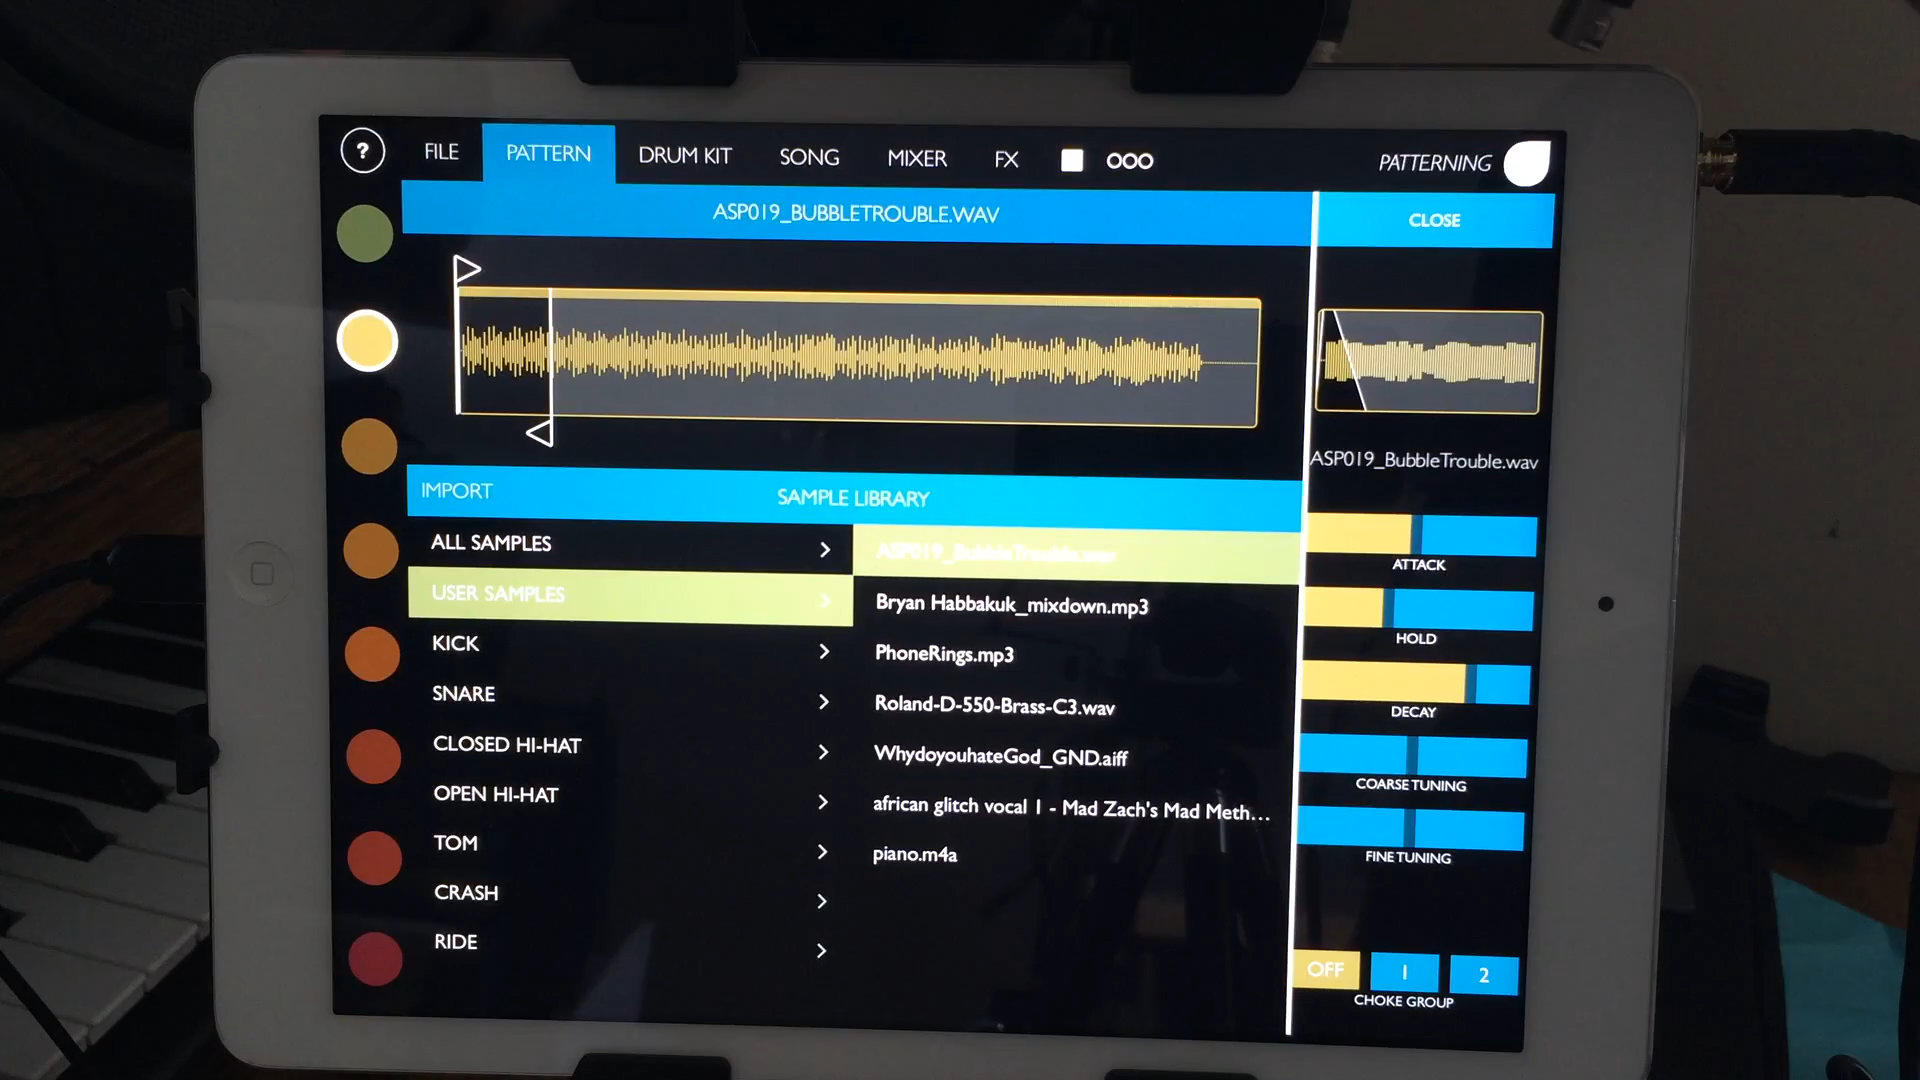 ?
FILE
PATTERN
DRUM KIT
SONG
MIXER
FX
PATTERNING
ASP019_BUBBLETROUBLE.WAV
CLOSE
ASP019_BubbleTrouble.wav
IMPORT
SAMPLE LIBRARY
ALL SAMPLES
USER SAMPLES
KICK
SNARE
CLOSED HI-HAT
OPEN HI-HAT
TOM
CRASH
RIDE
ASP019_BubbleTrouble.wav
Bryan Habbakuk_mixdown.mp3
PhoneRings.mp3
Roland-D-550-Brass-C3.wav
WhydoyouhateGod_GND.aiff
african glitch vocal 1 - Mad Zach's Mad Meth...
piano.m4a
ATTACK
HOLD
DECAY
COARSE TUNING
FINE TUNING
OFF
1
2
CHOKE GROUP